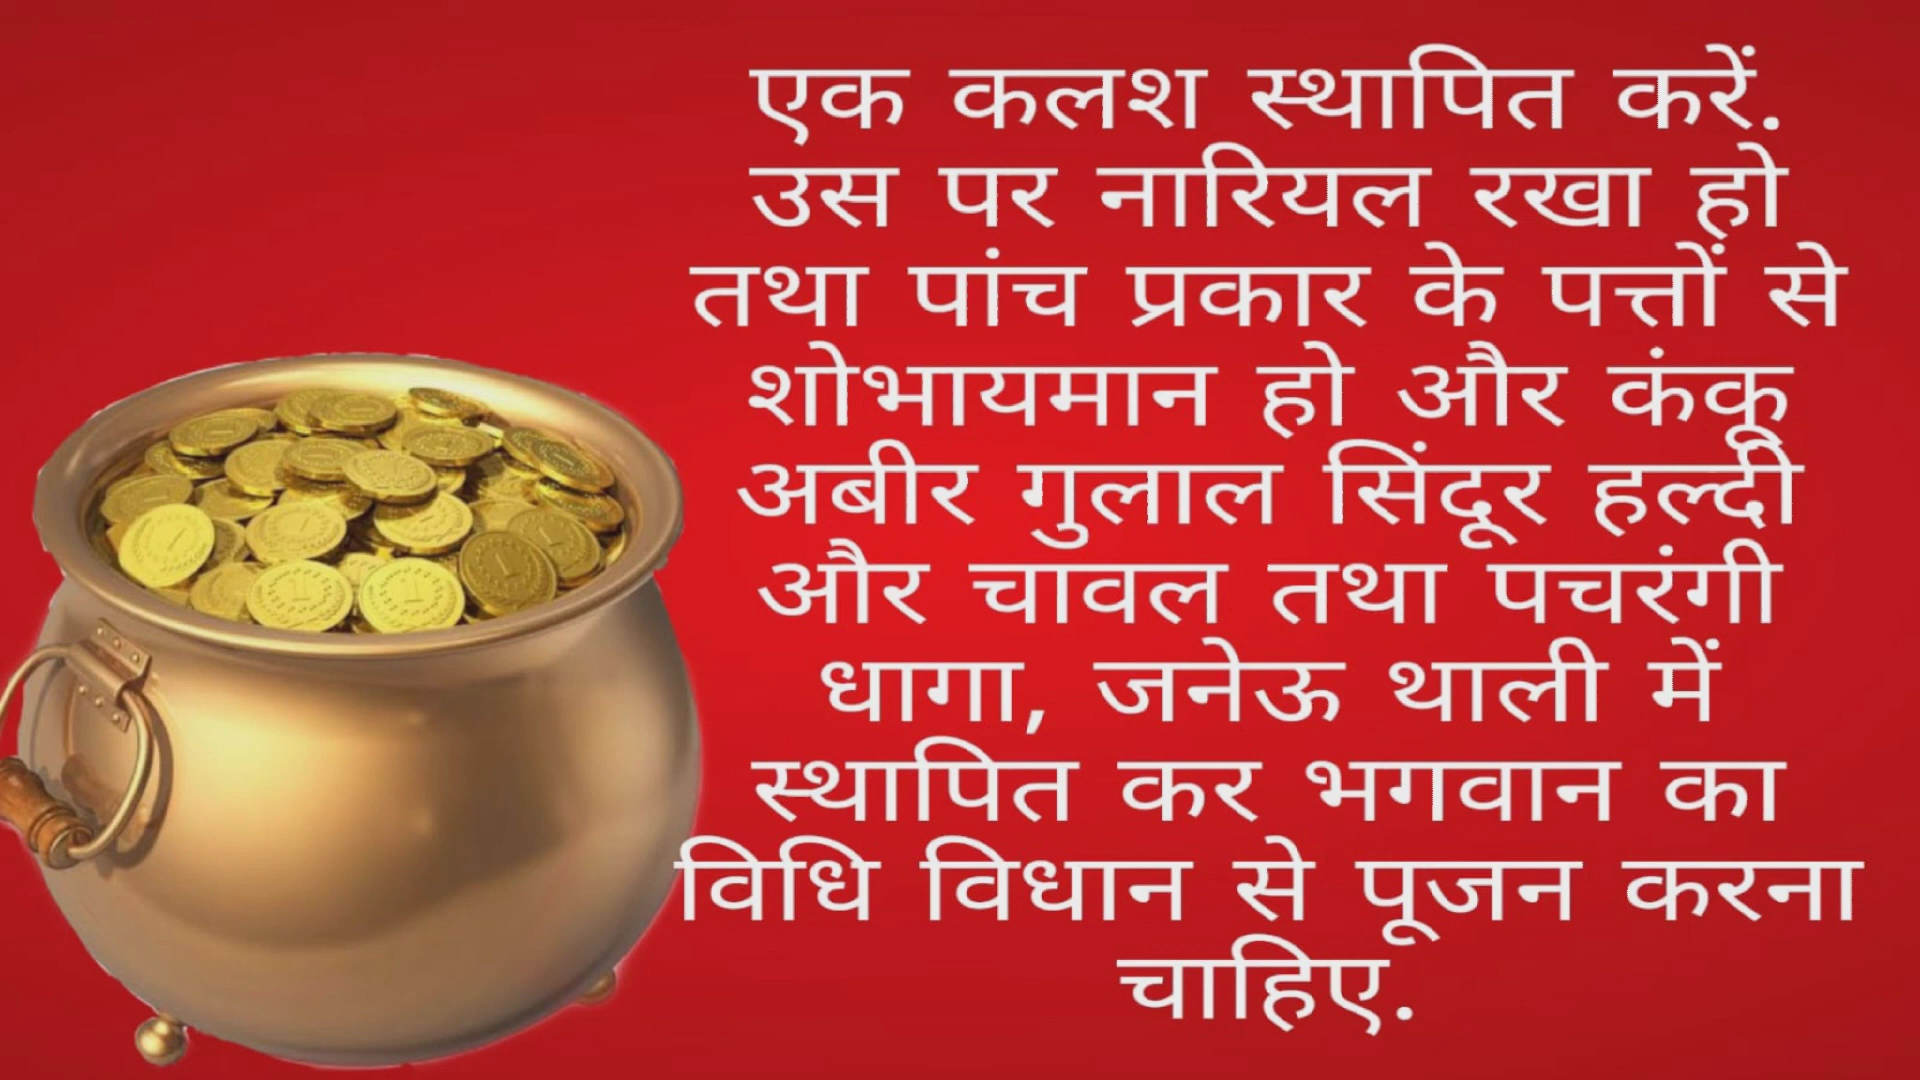 एक कलश स्थापित करें.
उस पर नारियल रखा हो
तथा पांच प्रकार के पत्तों से
शोभायमान हो और कंकू
अबीर गुलाल सिंदूर हल्दी
और चावल तथा पचरंगी
धागा, जनेऊ थाली में
स्थापित कर भगवान का
विधि विधान से पूजन करना
चाहिए.